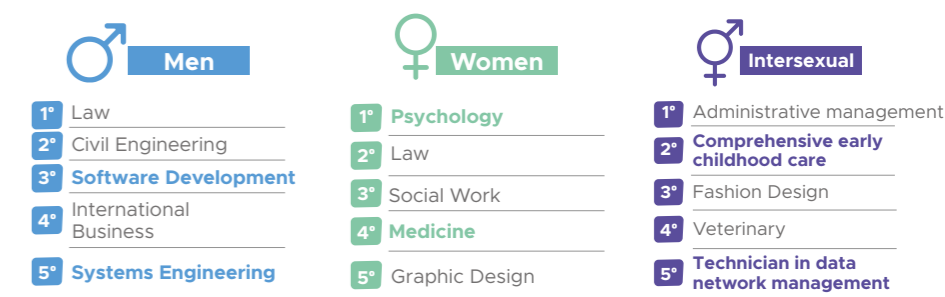 Men
1° Law
2° Civil Engineering
3° Software Development
4° International
Business
5° Systems Engineering
Women
1° Psychology
2° Law
3° Social Work
4° Medicine
5° Graphic Design
Intersexual
1° Administrative management
2° Comprehensive early
childhood care
3° Fashion Design
4° Veterinary
5° Technician in data
network management